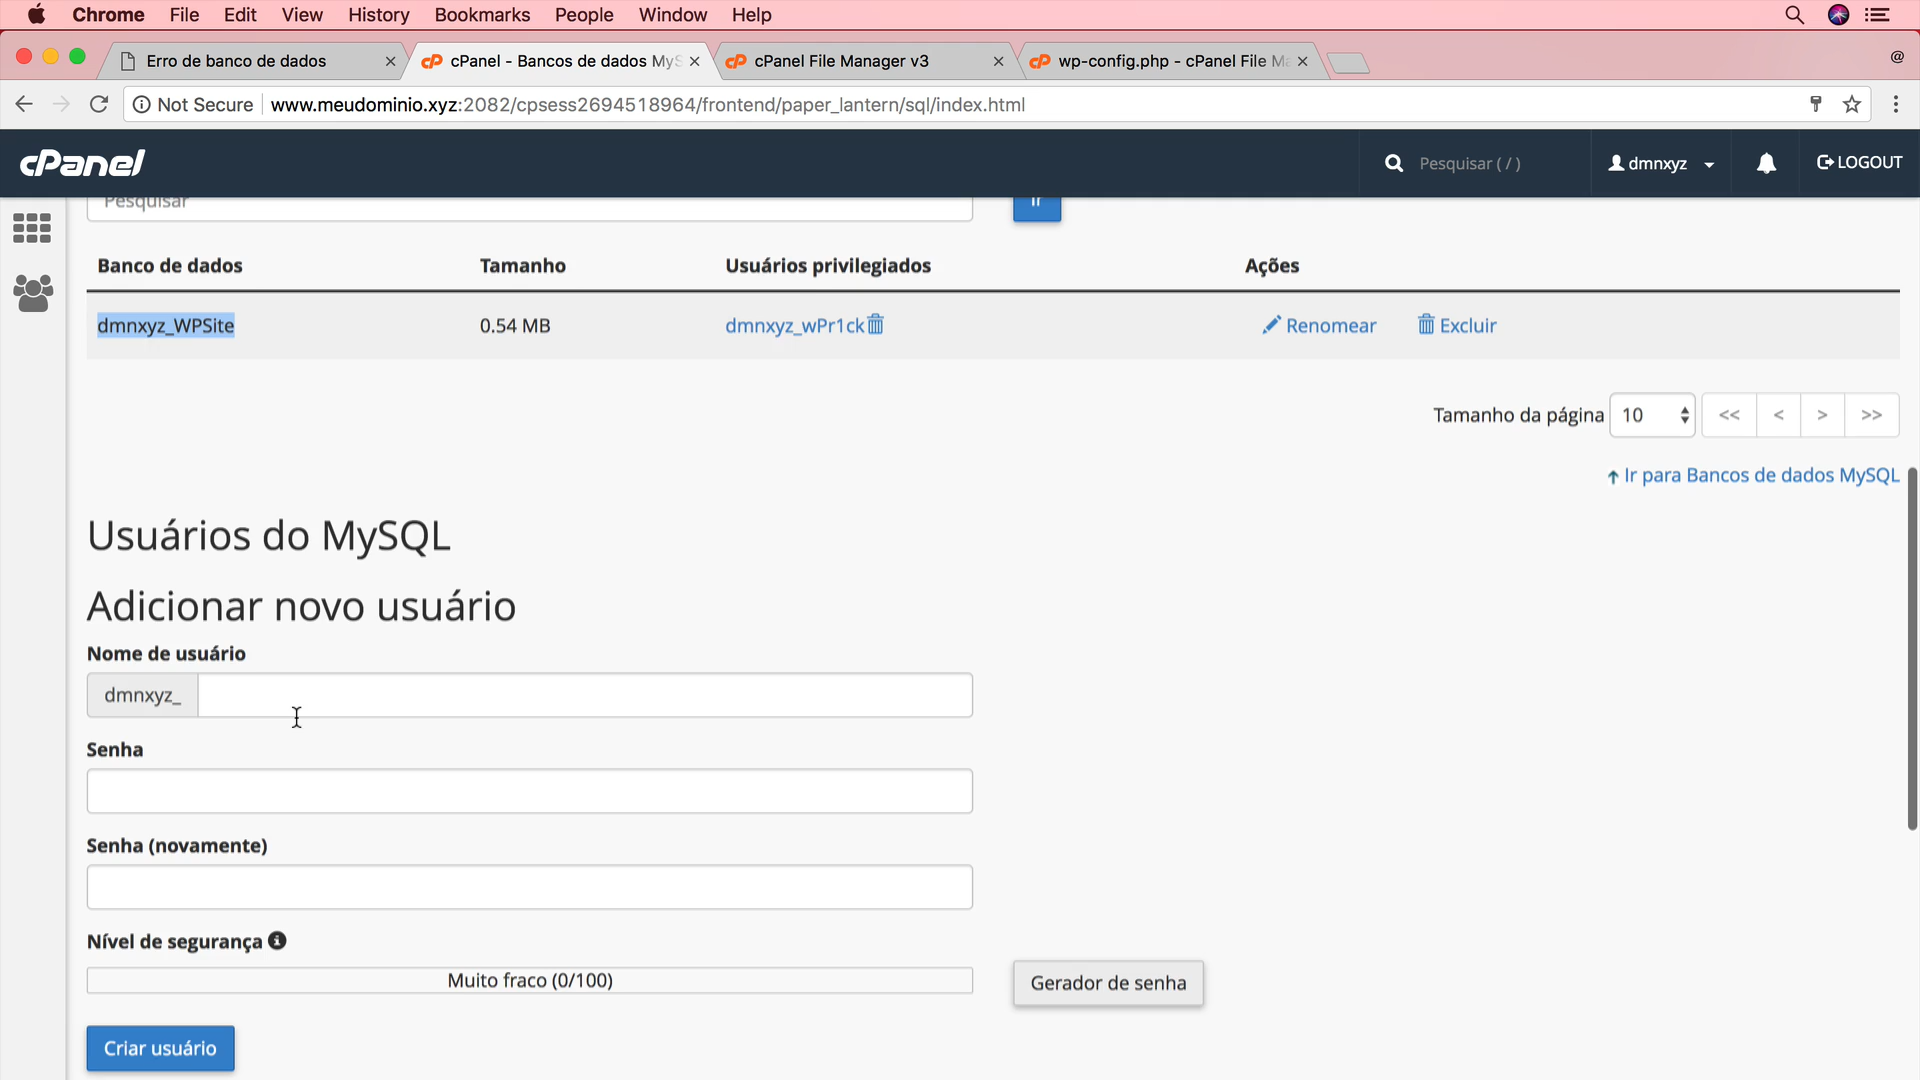 Chrome File Edit View History Bookmarks People Window Help
Erro de banco de dados cPanel - Bancos de dados MyS cPanel File Manager v3 wp-config.php - cPanel File Ma @
Not Secure www.meudominio.xyz:2082/cpsess2694518964/frontend/paper_lantern/sql/index.html
cPanel Pesquisar ( / ) dmnxyz LOGOUT
Pesquisar Ir
Banco de dados Tamanho Usuários privilegiados Ações
dmnxyz_WPSite 0.54 MB dmnxyz_wPr1ck Renomear Excluir
Tamanho da página 10 << < > >>
Ir para Bancos de dados MySQL
Usuários do MySQL
Adicionar novo usuário
Nome de usuário
dmnxyz_
Senha
Senha (novamente)
Nível de segurança
Muito fraco (0/100) Gerador de senha
Criar usuário